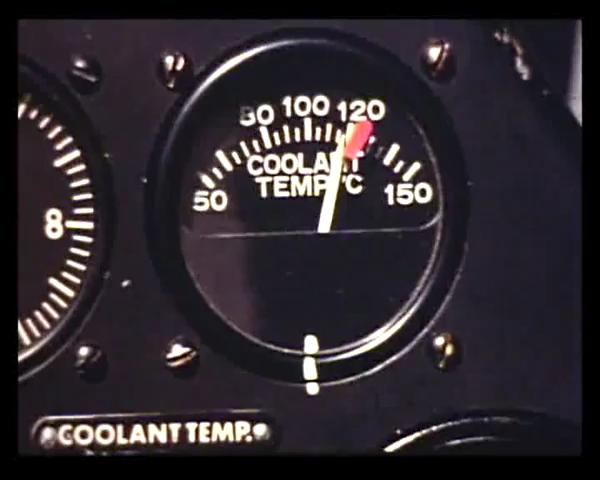 80 100 120
COOLANT
TEMP. °C
50 150
8
COOLANT TEMP.